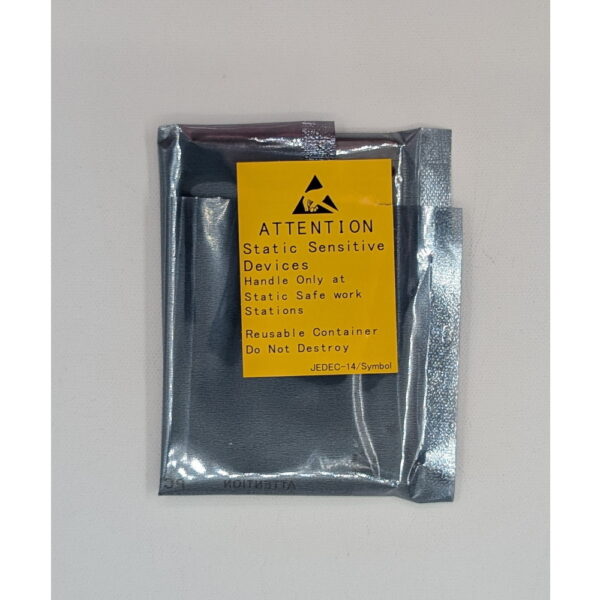 ATTENTION
Static Sensitive
Devices
Handle Only at
Static Safe work
Stations
Reusable Container
Do Not Destroy
JEDEC-14/Symbol
ATTENTION